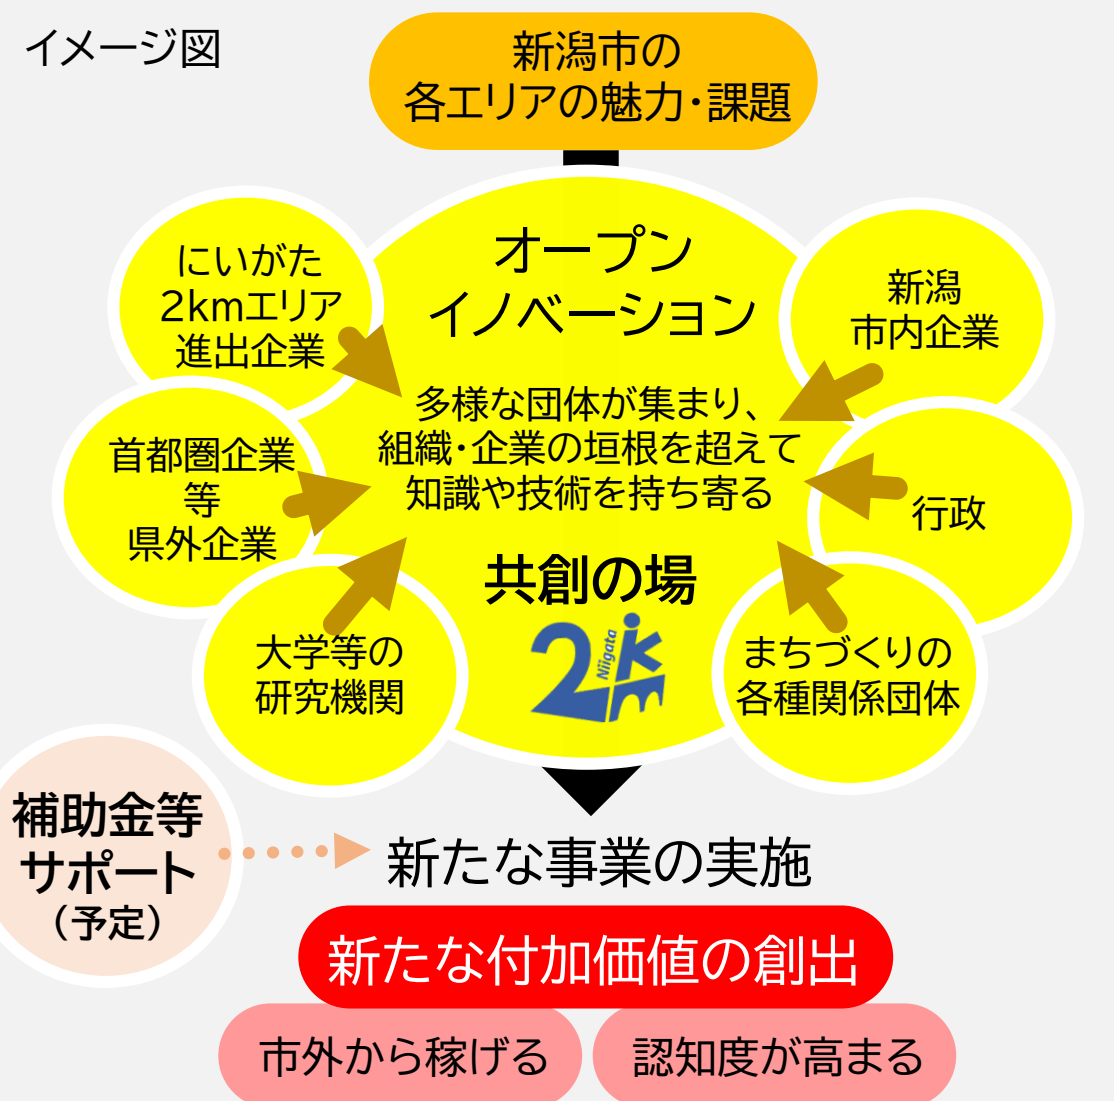 イメージ図
新潟市の
各エリアの魅力・課題
オープン
イノベーション
多様な団体が集まり、
組織・企業の垣根を超えて
知識や技術を持ち寄る
共創の場
2km
Niigata
にいがた
2kmエリア
進出企業
首都圏企業
等
県外企業
大学等の
研究機関
新潟
市内企業
行政
まちづくりの
各種関係団体
補助金等
サポート
（予定）
新たな事業の実施
新たな付加価値の創出
市外から稼げる
認知度が高まる